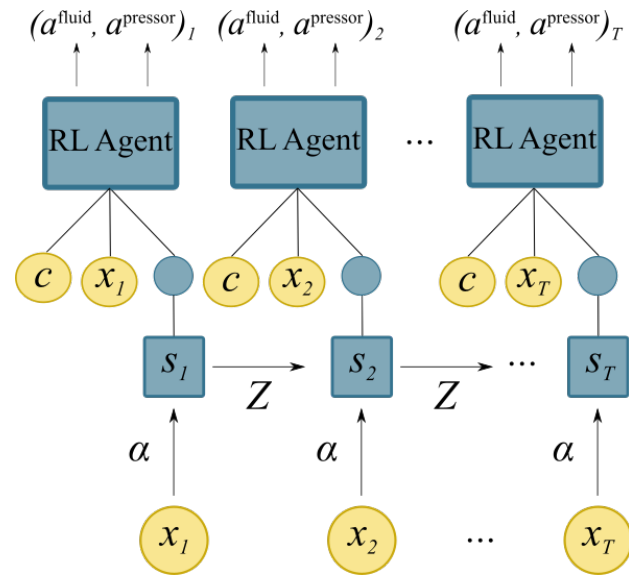 (a^fluid, a^pressor)_1 (a^fluid, a^pressor)_2 (a^fluid, a^pressor)_T
RL Agent RL Agent ... RL Agent
c x_1 c x_2 c x_T
s_1 s_2 ... s_T
Z Z
α α α
x_1 x_2 ... x_T